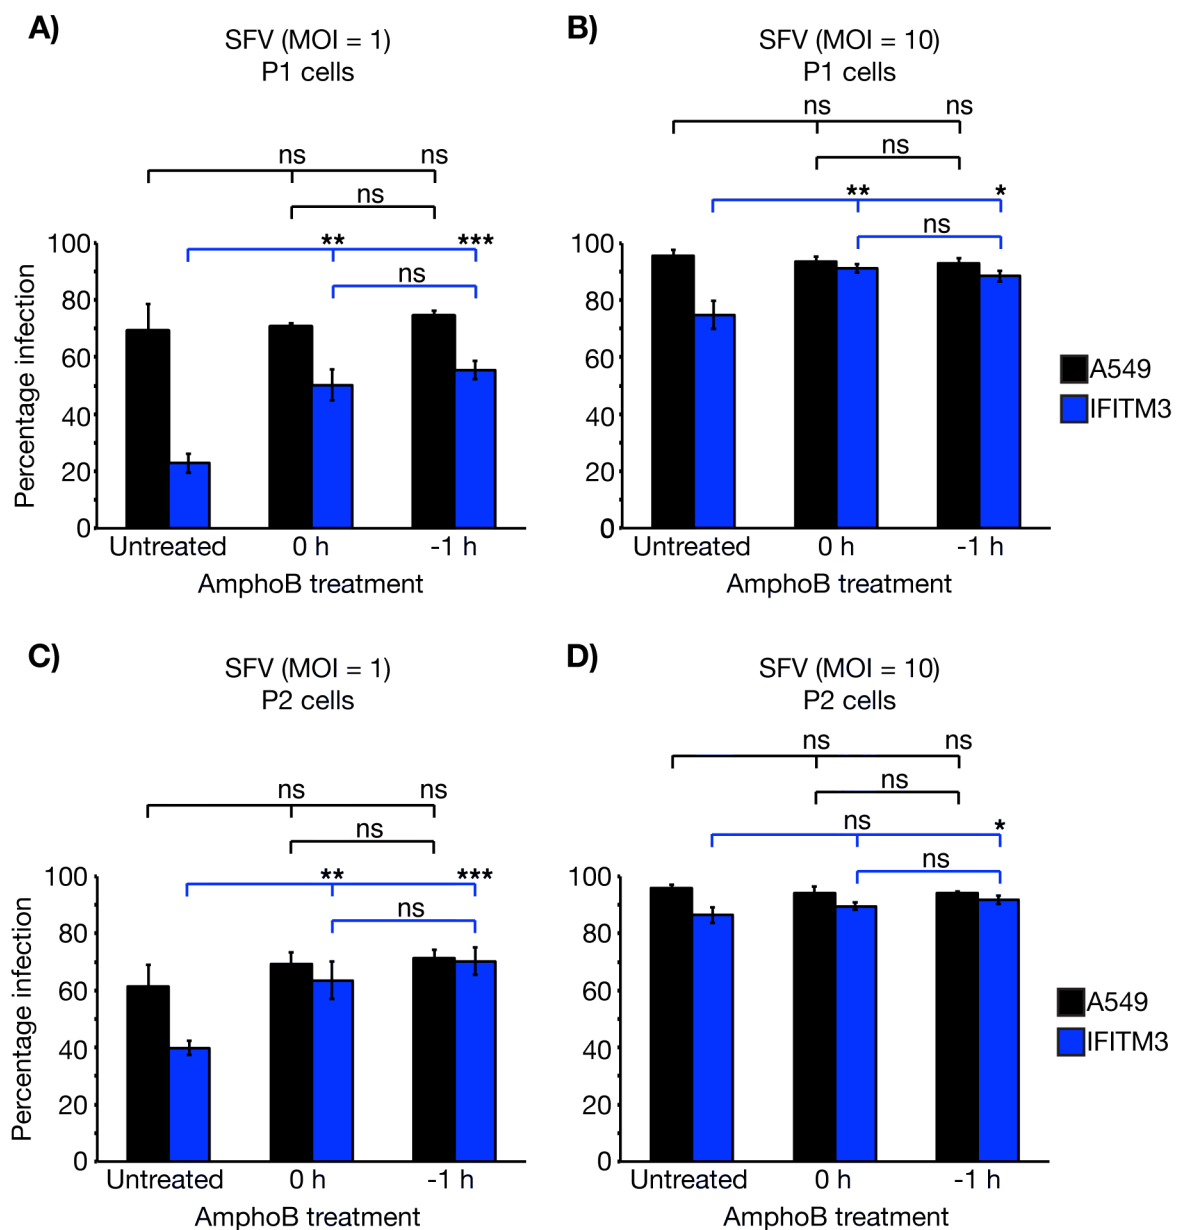 A)
SFV (MOI = 1)
P1 cells
ns ns
ns
** ***
ns
100
80
60
40
20
0
Percentage infection
Untreated 0 h -1 h
AmphoB treatment
B)
SFV (MOI = 10)
P1 cells
ns ns
ns
** *
ns
100
80
60
40
20
0
Untreated 0 h -1 h
AmphoB treatment
A549
IFITM3
C)
SFV (MOI = 1)
P2 cells
ns ns
ns
** ***
ns
100
80
60
40
20
0
Percentage infection
Untreated 0 h -1 h
AmphoB treatment
D)
SFV (MOI = 10)
P2 cells
ns ns
ns
ns *
ns
100
80
60
40
20
0
Untreated 0 h -1 h
AmphoB treatment
A549
IFITM3